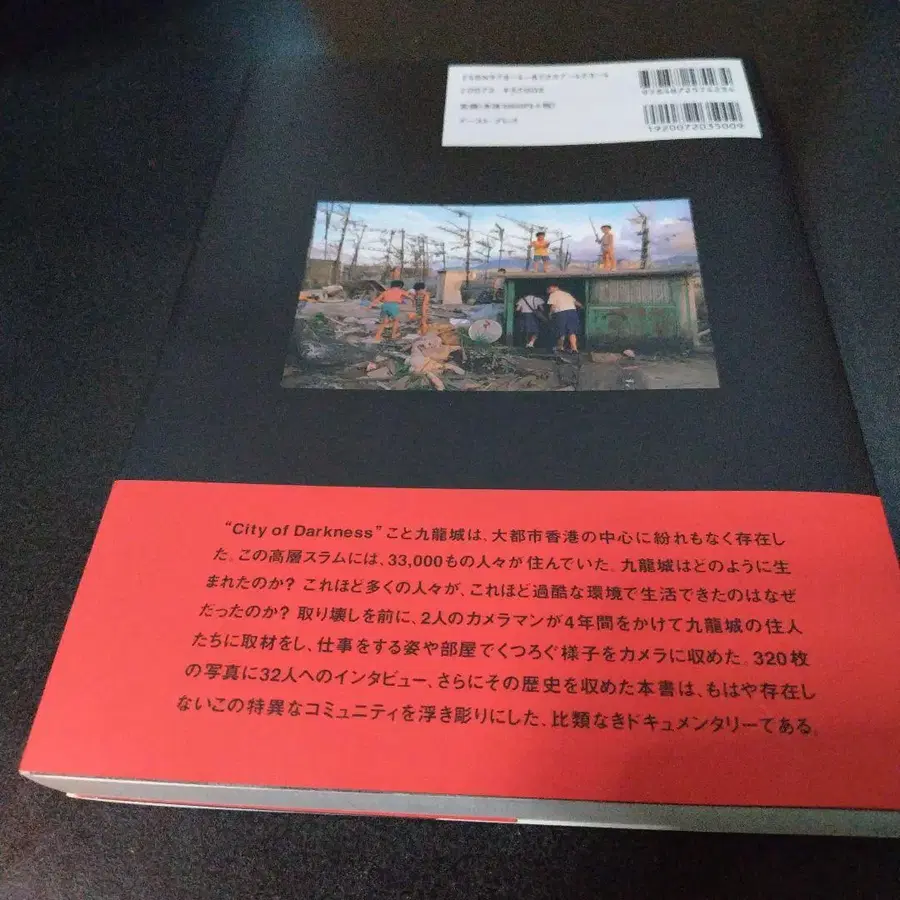 9784872574234
1920072035009
イースト・プレス
“City of Darkness”こと九龍城は、大都市香港の中心に紛れもなく存在し
た。この高層スラムには、33,000もの人々が住んでいた。九龍城はどのように生
まれたのか? これほど多くの人々が、これほど過酷な環境で生活できたのはなぜ
だったのか? 取り壊しを前に、2人のカメラマンが4年間をかけて九龍城の住人
たちに取材をし、仕事をする姿や部屋でくつろぐ様子をカメラに収めた。320枚
の写真に32人へのインタビュー、さらにその歴史を収めた本書は、もはや存在し
ないこの特異なコミュニティを浮き彫りにした、比類なきドキュメンタリーである。